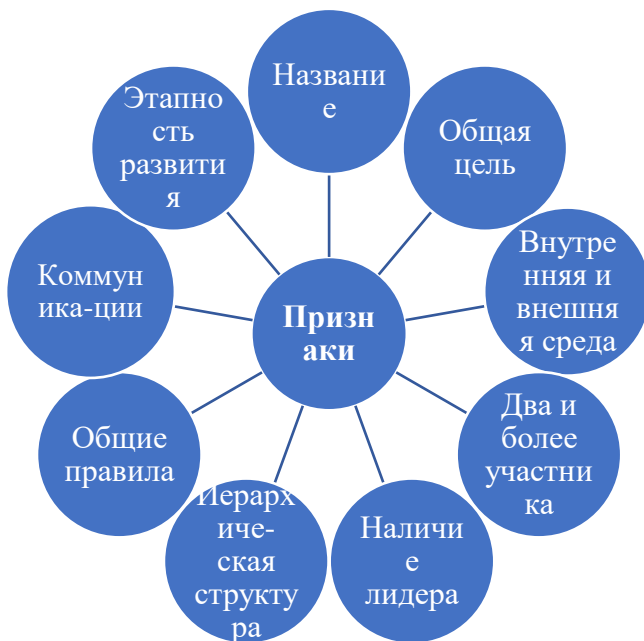 Названи
е
Общая
цель
Внутре
нняя и
внешня
я среда
Два и
более
участни
ка
Наличи
е
лидера
Иерарх
иче-
ская
структу
ра
Общие
правила
Коммун
ика-ции
Этапно
сть
развити
я
Призн
аки